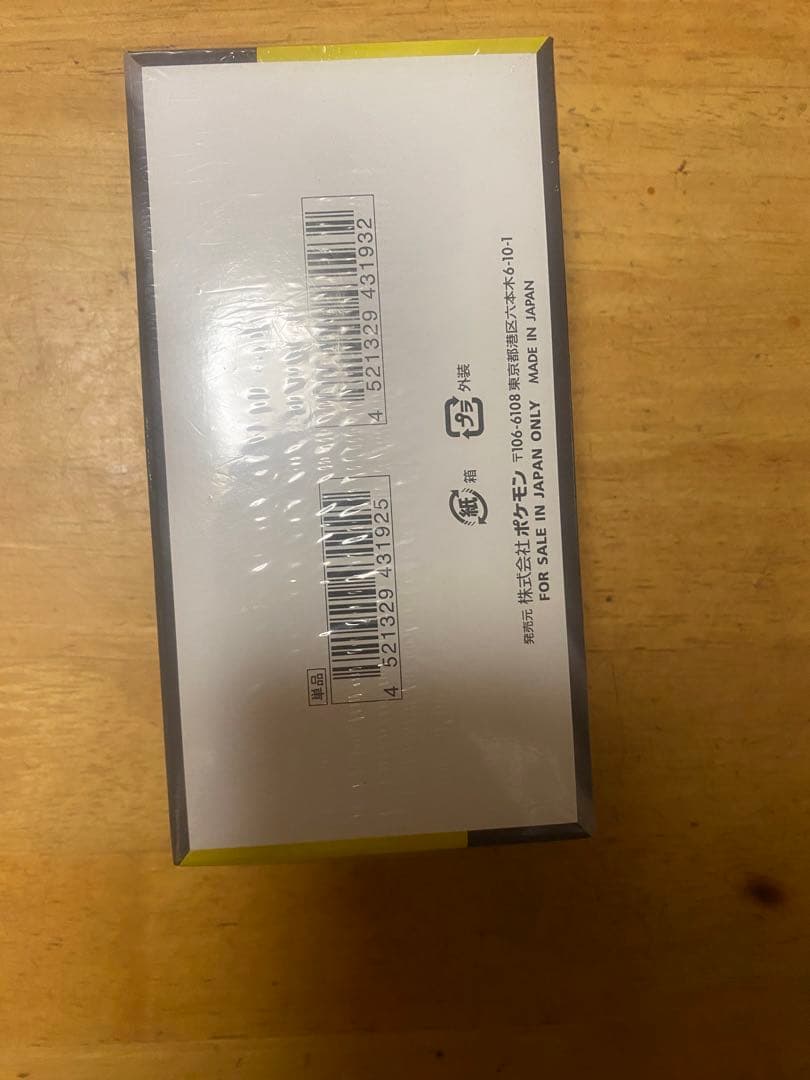 単品
4 521329 431925
4 521329 431932
紙 箱
プラ 外装
発売元 株式会社 ポケモン 〒106-6108 東京都港区六本木6-10-1
FOR SALE IN JAPAN ONLY MADE IN JAPAN